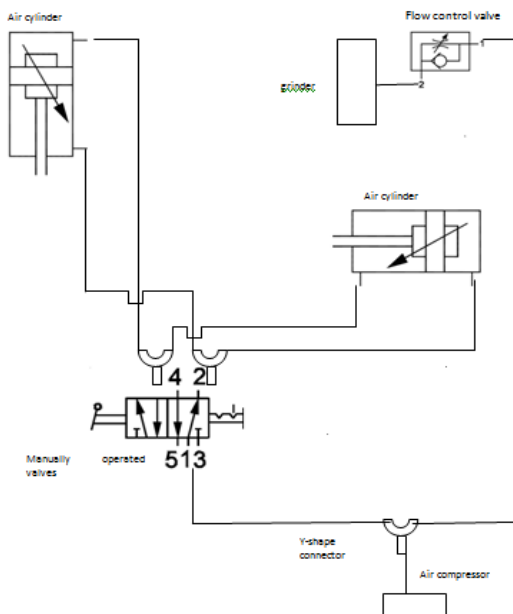 Air cylinder
Flow control valve
1
2
grinder
Air cylinder
4 2
Manually operated
valves
513
Y-shape
connector
Air compressor